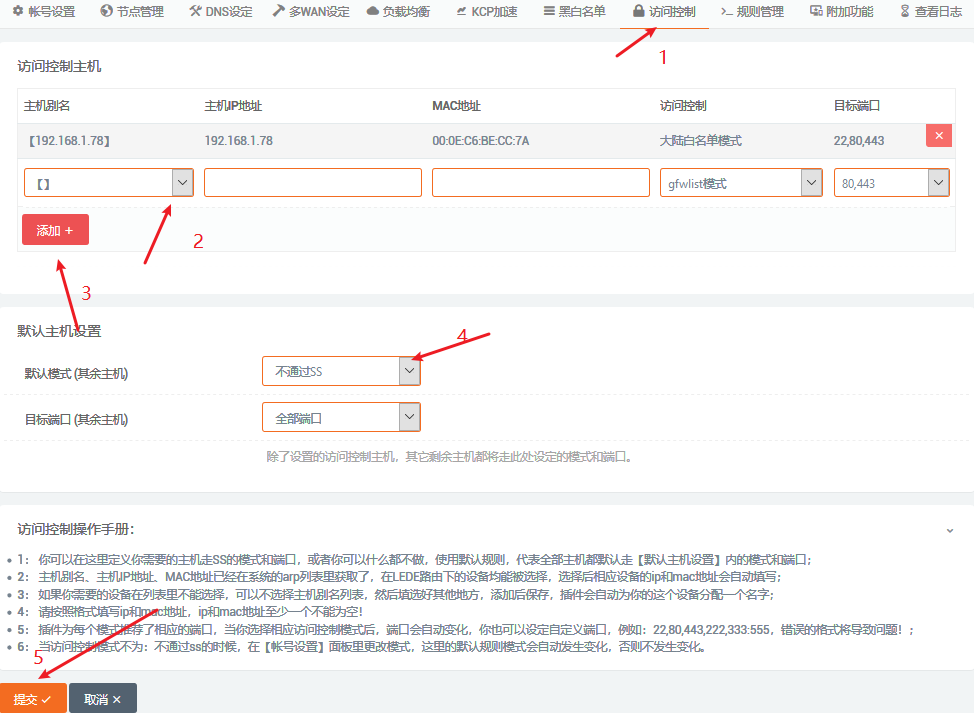 帐号设置 节点管理 DNS设定 多WAN设定 负载均衡 KCP加速 黑白名单 访问控制 规则管理 附加功能 查看日志
1
访问控制主机
主机别名 主机IP地址 MAC地址 访问控制 目标端口
【192.168.1.78】 192.168.1.78 00:0E:C6:BE:CC:7A 大陆白名单模式 22,80,443
【】 gfwlist模式 80,443
添加 +
2
3
默认主机设置
4
默认模式 (其余主机) 不通过SS
目标端口 (其余主机) 全部端口
除了设置的访问控制主机，其它剩余主机都将走此处设定的模式和端口。
访问控制操作手册：
• 1： 你可以在这里定义你需要的主机走SS的模式和端口，或者你可以什么都不做，使用默认规则，代表全部主机都默认走【默认主机设置】内的模式和端口；
• 2： 主机别名、主机IP地址、MAC地址已经在系统的arp列表里获取了，在LEDE路由下的设备均能被选择，选择后相应设备的ip和mac地址会自动填写；
• 3： 如果你需要的设备在列表里不能选择，可以不选择主机别名列表，然后填选好其他地方，添加后保存，插件会自动为你的这个设备分配一个名字；
• 4： 请按照格式填写ip和mac地址，ip和mac地址至少一个不能为空！
• 5： 插件为每个模式推荐了相应的端口，当你选择相应访问控制模式后，端口会自动变化，你也可以设定自定义端口，例如：22,80,443,222,333:555，错误的格式将导致问题！；
• 6： 当访问控制模式不为：不通过ss的时候，在【帐号设置】面板里更改模式，这里的默认规则模式会自动发生变化，否则不发生变化。
5
提交 ✓ 取消 ×